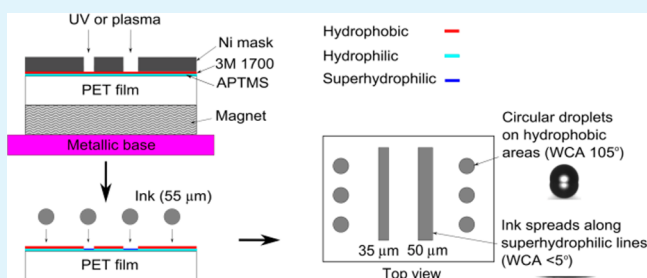 UV or plasma
Ni mask
3M 1700
APTMS
PET film
Magnet
Metallic base
Hydrophobic
Hydrophilic
Superhydrophilic
Ink (55 μm)
PET film
35 μm 50 μm
Top view
Circular droplets
on hydrophobic
areas (WCA 105°)
Ink spreads along
superhydrophilic lines
(WCA <5°)